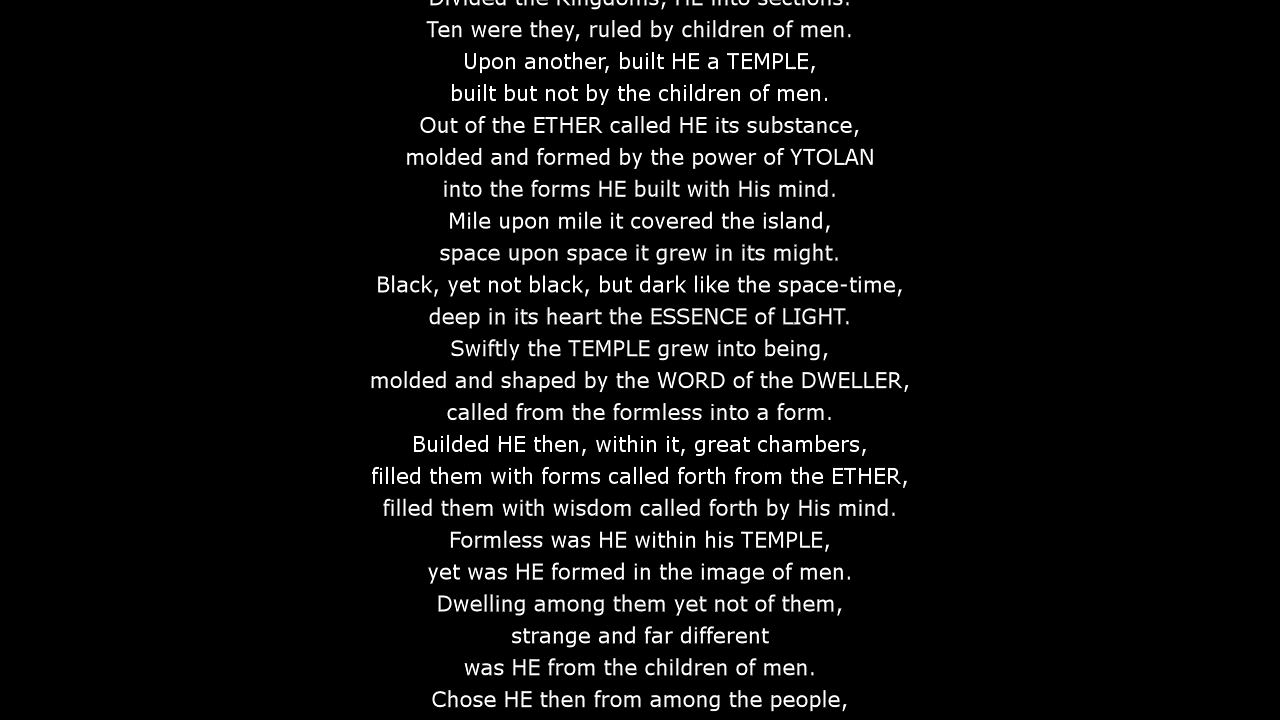 Divided the Kingdoms, HE into sections.
Ten were they, ruled by children of men.
Upon another, built HE a TEMPLE,
built but not by the children of men.
Out of the ETHER called HE its substance,
molded and formed by the power of YTOLAN
into the forms HE built with His mind.
Mile upon mile it covered the island,
space upon space it grew in its might.
Black, yet not black, but dark like the space-time,
deep in its heart the ESSENCE of LIGHT.
Swiftly the TEMPLE grew into being,
molded and shaped by the WORD of the DWELLER,
called from the formless into a form.
Builded HE then, within it, great chambers,
filled them with forms called forth from the ETHER,
filled them with wisdom called forth by His mind.
Formless was HE within his TEMPLE,
yet was HE formed in the image of men.
Dwelling among them yet not of them,
strange and far different
was HE from the children of men.
Chose HE then from among the people,